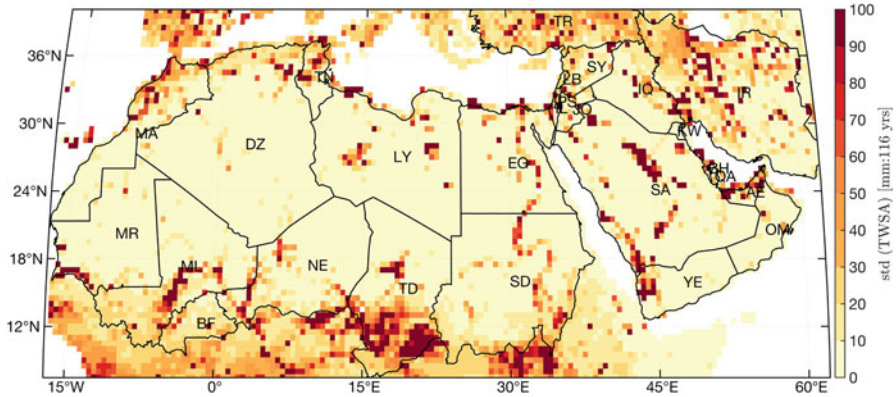 36°N
30°N
24°N
18°N
12°N
15°W
0°
15°E
30°E
45°E
60°E
TR
TN
SY
LB
IQ
IR
PS
JO
MA
DZ
LY
EG
KW
BH
QA
SA
AE
OM
MR
ML
NE
TD
SD
YE
BF
100
90
80
70
60
50
40
30
20
10
0
std (TWSA) [mm:116 yrs]